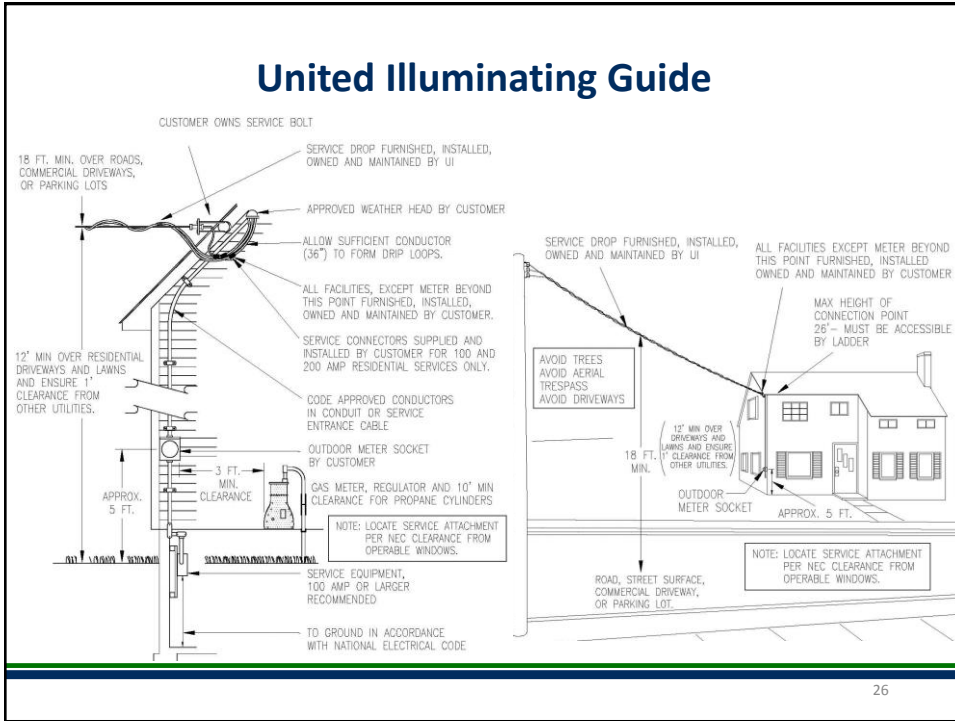 United Illuminating Guide
CUSTOMER OWNS SERVICE BOLT
SERVICE DROP FURNISHED, INSTALLED,
OWNED AND MAINTAINED BY UI
18 FT. MIN. OVER ROADS,
COMMERCIAL DRIVEWAYS,
OR PARKING LOTS
APPROVED WEATHER HEAD BY CUSTOMER
ALLOW SUFFICIENT CONDUCTOR
(36") TO FORM DRIP LOOPS.
ALL FACILITIES, EXCEPT METER BEYOND
THIS POINT FURNISHED, INSTALLED,
OWNED AND MAINTAINED BY CUSTOMER.
SERVICE CONNECTORS SUPPLIED AND
INSTALLED BY CUSTOMER FOR 100 AND
200 AMP RESIDENTIAL SERVICES ONLY.
12' MIN OVER RESIDENTIAL
DRIVEWAYS AND LAWNS
AND ENSURE 1'
CLEARANCE FROM
OTHER UTILITIES.
CODE APPROVED CONDUCTORS
IN CONDUIT OR SERVICE
ENTRANCE CABLE
OUTDOOR METER SOCKET
BY CUSTOMER
3 FT.
MIN.
CLEARANCE
GAS METER, REGULATOR AND 10' MIN
CLEARANCE FOR PROPANE CYLINDERS
APPROX.
5 FT.
NOTE: LOCATE SERVICE ATTACHMENT
PER NEC CLEARANCE FROM
OPERABLE WINDOWS.
SERVICE EQUIPMENT,
100 AMP OR LARGER
RECOMMENDED
TO GROUND IN ACCORDANCE
WITH NATIONAL ELECTRICAL CODE
SERVICE DROP FURNISHED, INSTALLED,
OWNED AND MAINTAINED BY UI
ALL FACILITIES EXCEPT METER BEYOND
THIS POINT FURNISHED, INSTALLED
OWNED AND MAINTAINED BY CUSTOMER
MAX HEIGHT OF
CONNECTION POINT
26'- MUST BE ACCESSIBLE
BY LADDER
AVOID TREES
AVOID AERIAL
TRESPASS
AVOID DRIVEWAYS
18 FT.
MIN.
12' MIN OVER
DRIVEWAYS AND
LAWNS AND ENSURE
1' CLEARANCE FROM
OTHER UTILITIES.
OUTDOOR
METER SOCKET
APPROX. 5 FT.
NOTE: LOCATE SERVICE ATTACHMENT
PER NEC CLEARANCE FROM
OPERABLE WINDOWS.
ROAD, STREET SURFACE,
COMMERCIAL DRIVEWAY,
OR PARKING LOT.
26